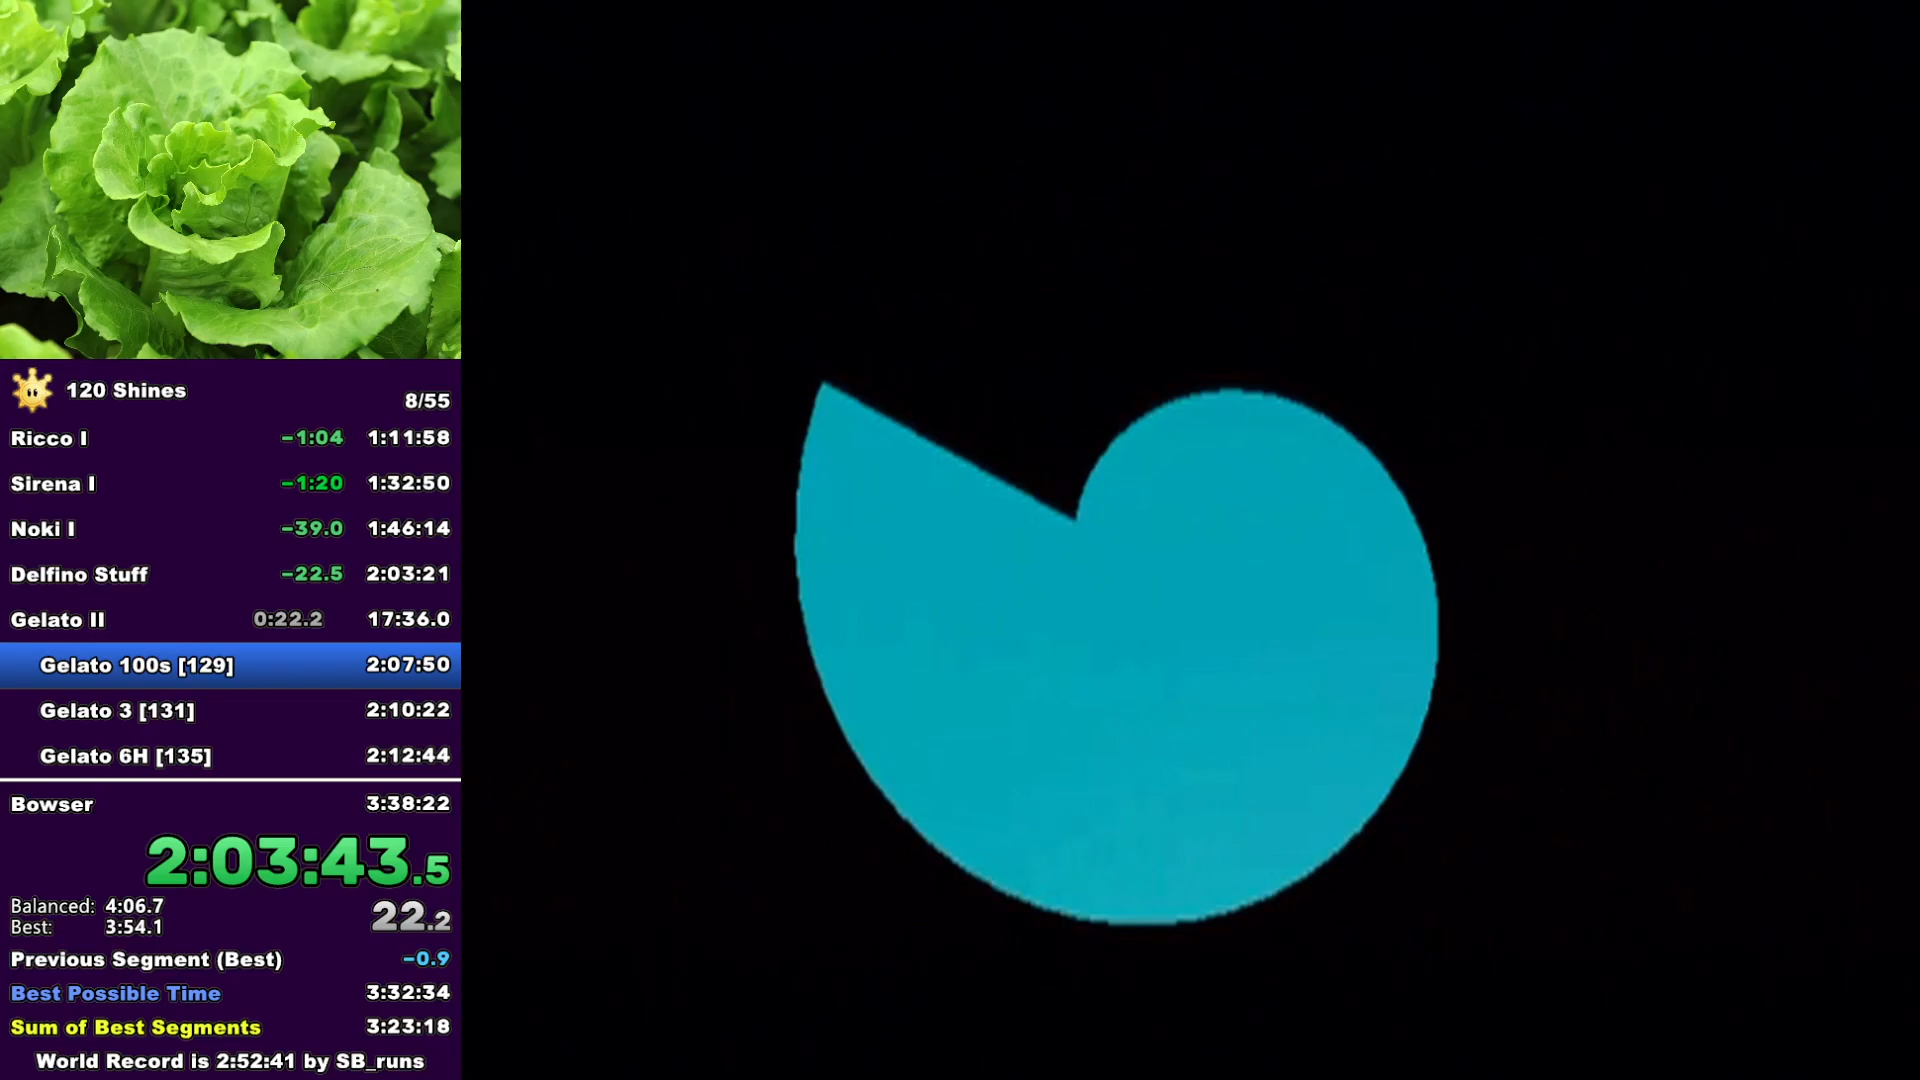 120 Shines
8/55
Ricco I -1:04 1:11:58
Sirena I -1:20 1:32:50
Noki I -39.0 1:46:14
Delfino Stuff -22.5 2:03:21
Gelato II 0:22.2 17:36.0
Gelato 100s [129] 2:07:50
Gelato 3 [131] 2:10:22
Gelato 6H [135] 2:12:44
Bowser 3:38:22
2:03:43.5
Balanced: 4:06.7
Best: 3:54.1
22.2
Previous Segment (Best) -0.9
Best Possible Time 3:32:34
Sum of Best Segments 3:23:18
World Record is 2:52:41 by SB_runs